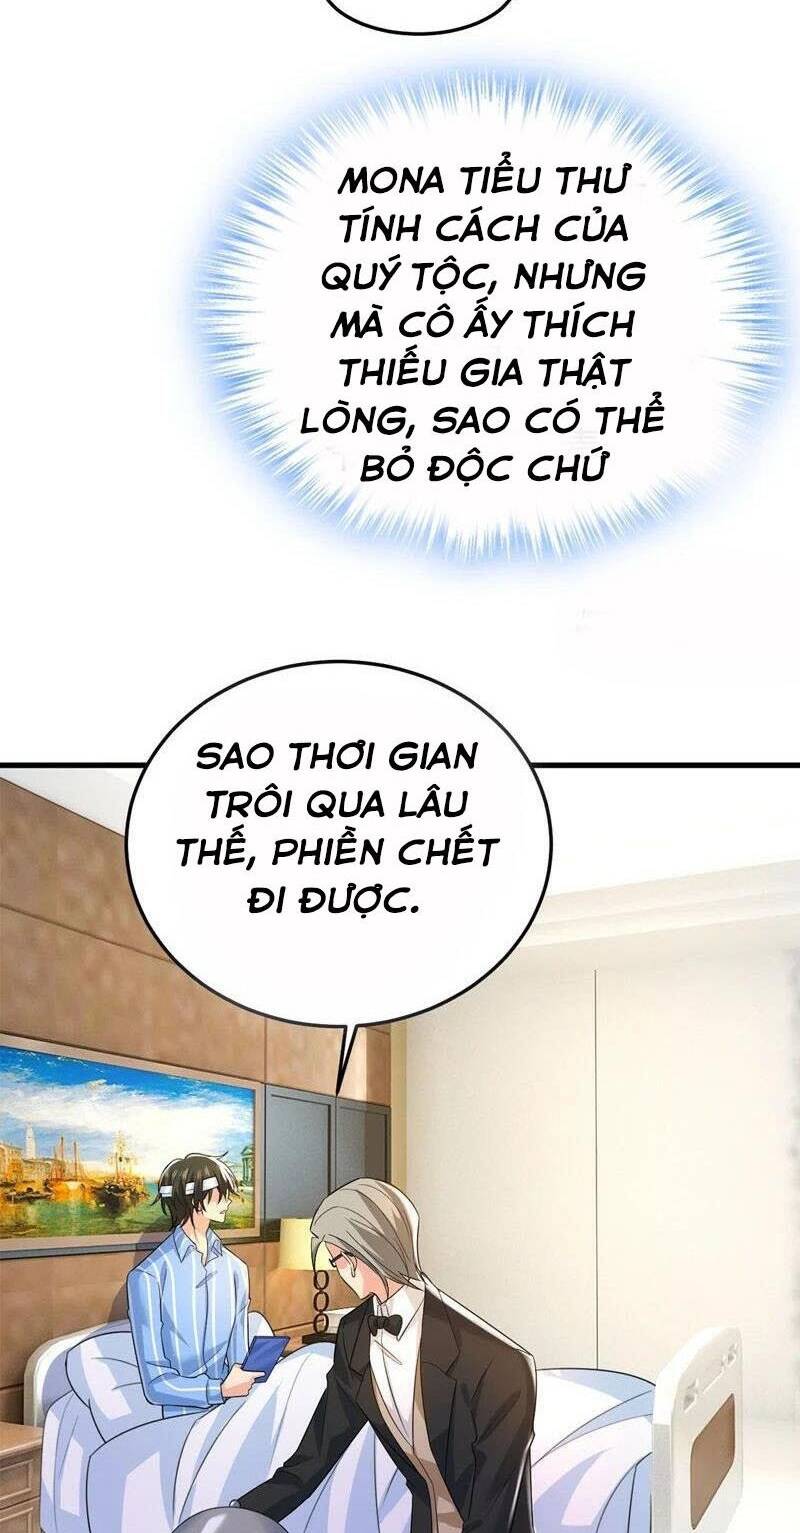 MONA TIỂU THƯ
TÍNH CÁCH CỦA
QUÝ TỘC, NHƯNG
MÀ CÔ ẤY THÍCH
THIẾU GIA THẬT
LÒNG, SAO CÓ THỂ
BỎ ĐỘC CHỨ
SAO THƠI GIAN
TRÔI QUA LÂU
THẾ, PHIỀN CHẾT
ĐI ĐƯỢC.